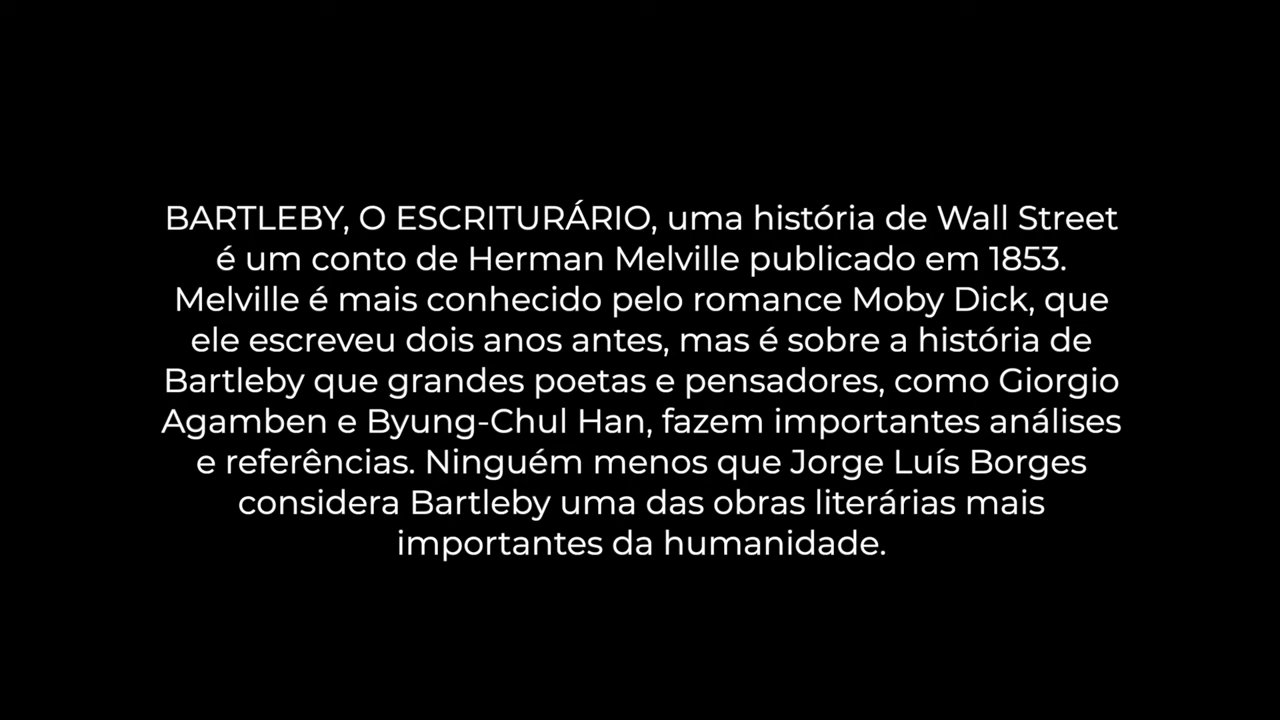 BARTLEBY, O ESCRITURÁRIO, uma história de Wall Street
é um conto de Herman Melville publicado em 1853.
Melville é mais conhecido pelo romance Moby Dick, que
ele escreveu dois anos antes, mas é sobre a história de
Bartleby que grandes poetas e pensadores, como Giorgio
Agamben e Byung-Chul Han, fazem importantes análises
e referências. Ninguém menos que Jorge Luís Borges
considera Bartleby uma das obras literárias mais
importantes da humanidade.